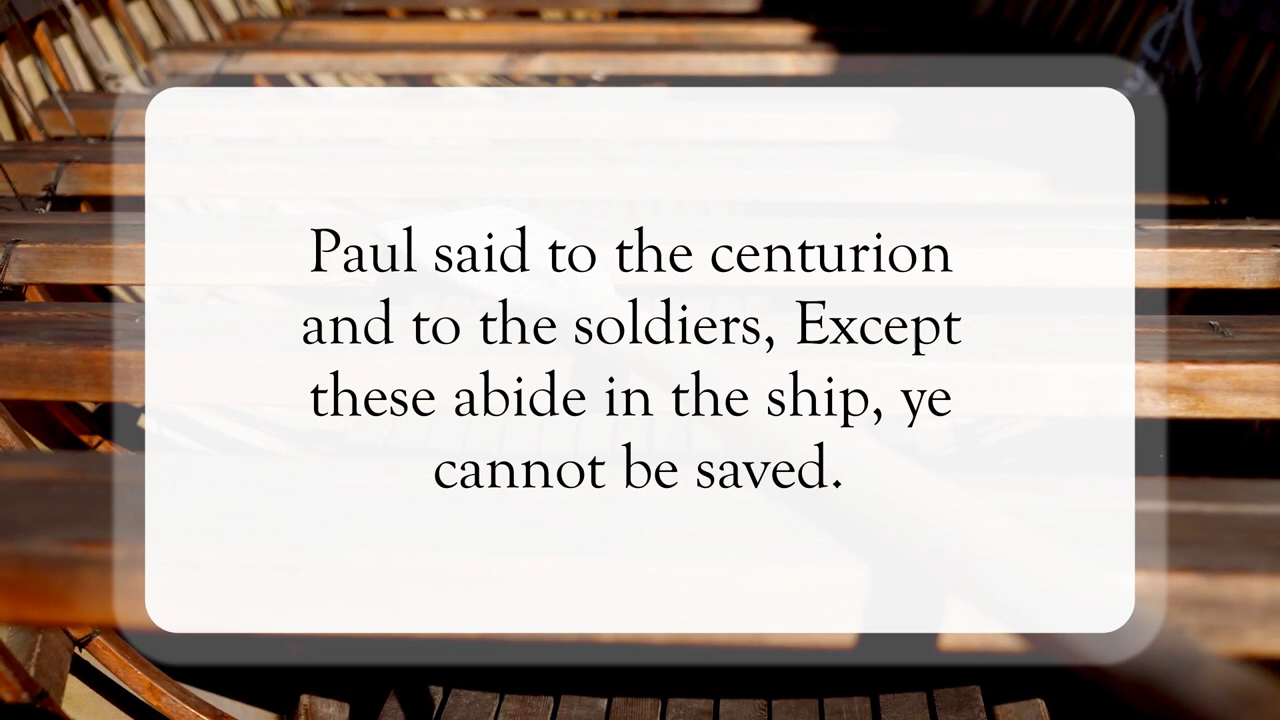 Paul said to the centurion
and to the soldiers, Except
these abide in the ship, ye
cannot be saved.